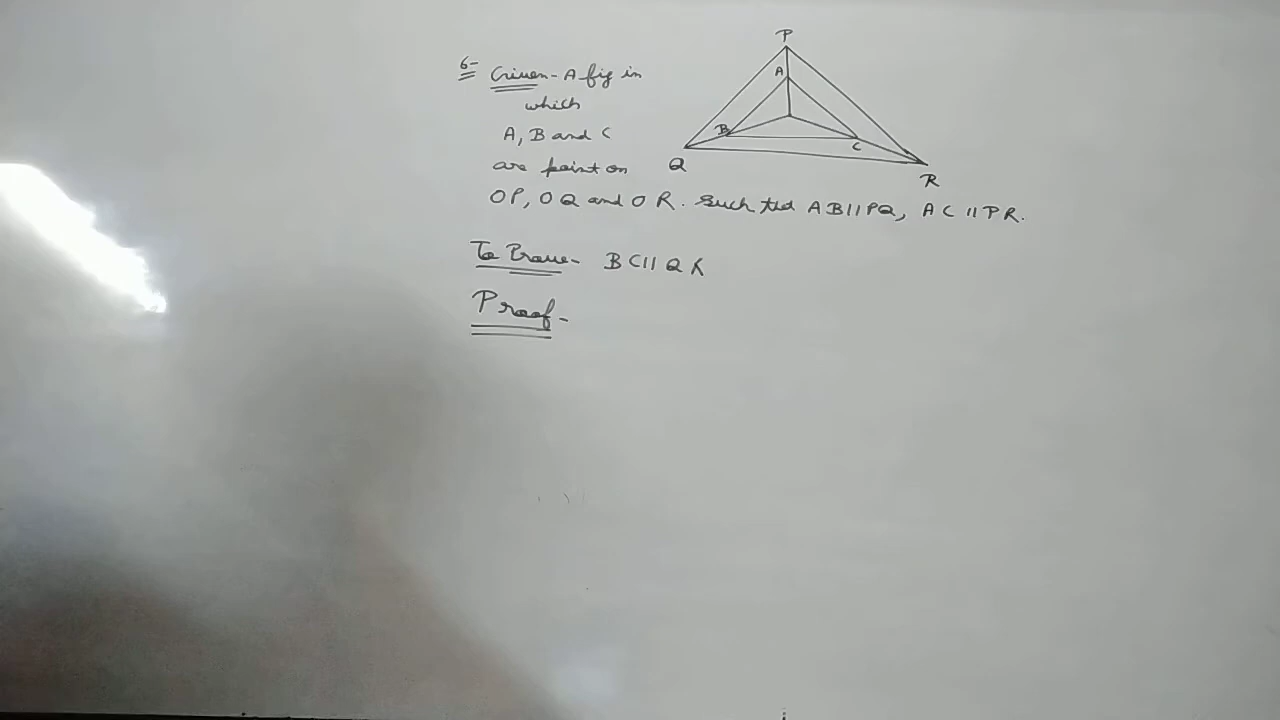 6- Given - A fig in
which
A, B and C
are point on
OP, OQ and OR. Such that AB||PQ, AC||PR.
To Prove - BC||QR
Proof -
P
A
B
C
Q
R